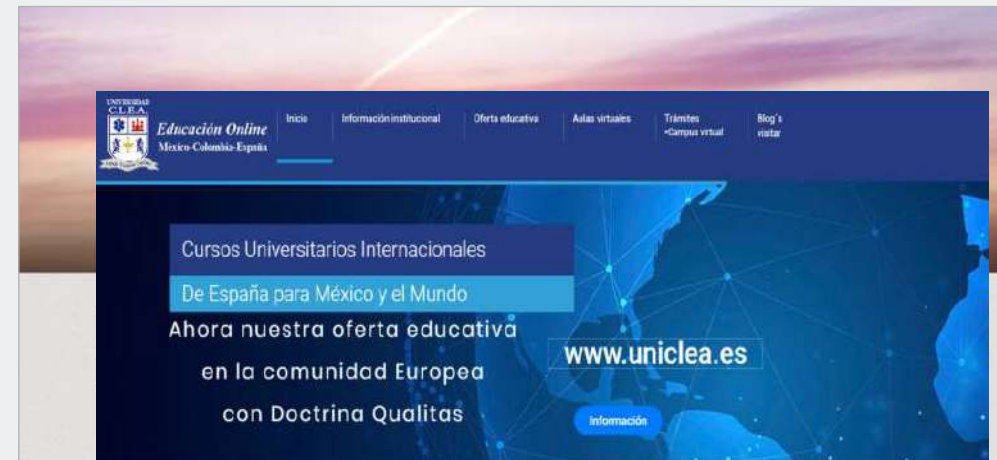 UNIVERSIDAD
C.L.E.A.
Educación Online
Mexico-Colombia-España
Inicio
Información institucional
Oferta educativa
Aulas virtuales
Trámites
+Campus virtual
Blog´s
visitar
Cursos Universitarios Internacionales
De España para México y el Mundo
Ahora nuestra oferta educativa
en la comunidad Europea
con Doctrina Qualitas
www.uniclea.es
Información